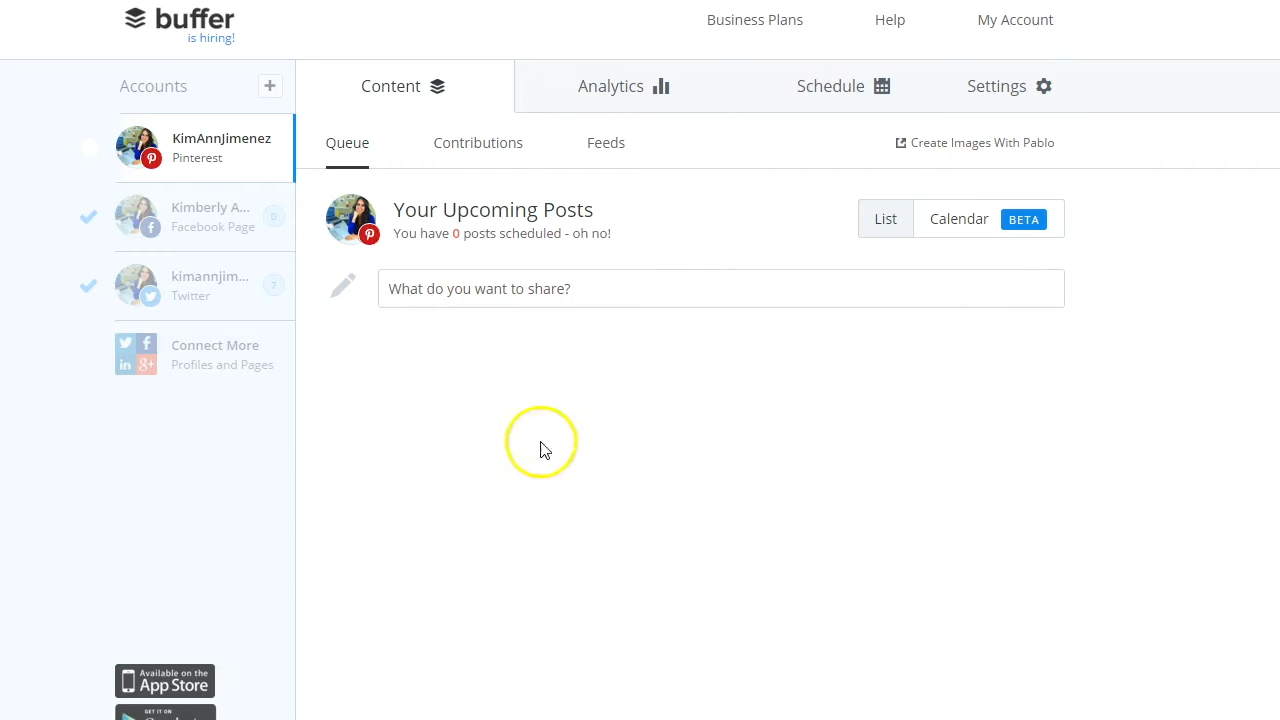 buffer
is hiring!
Business Plans
Help
My Account
Accounts
+
Content
Analytics
Schedule
Settings
KimAnnJimenez
Pinterest
Kimberly A...
Facebook Page
0
kimannjim...
Twitter
7
Connect More
Profiles and Pages
Queue
Contributions
Feeds
Create Images With Pablo
Your Upcoming Posts
You have 0 posts scheduled - oh no!
List
Calendar BETA
What do you want to share?
Available on the
App Store
GET IT ON